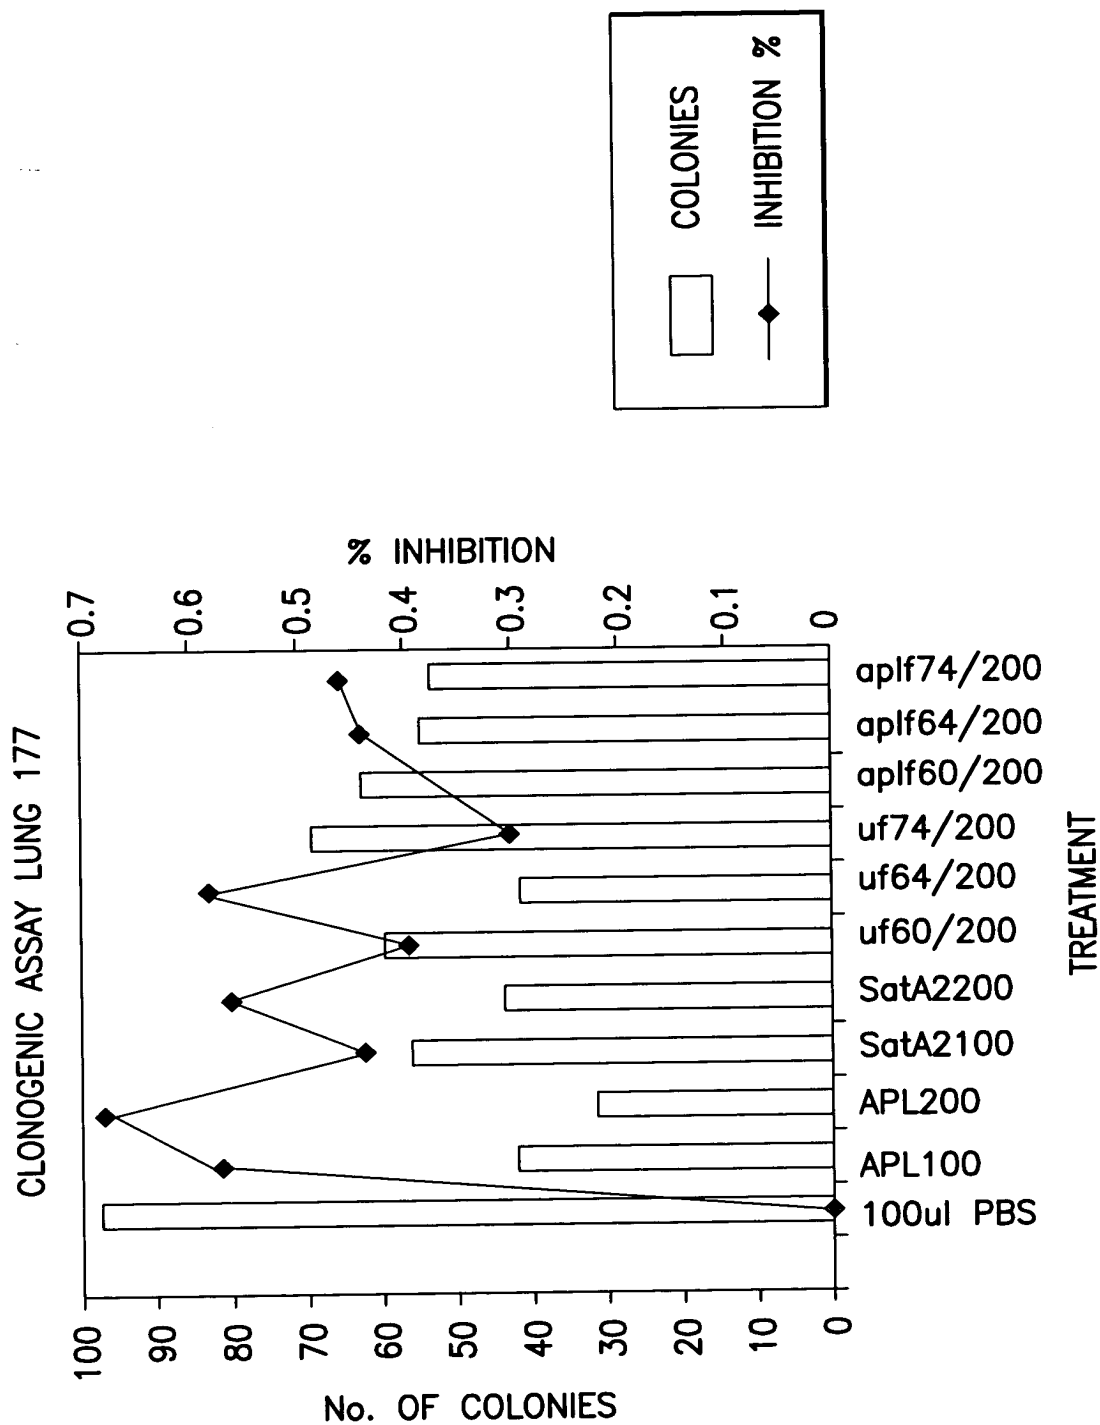 CLONOGENIC ASSAY LUNG 177
No. OF COLONIES
100
90
80
70
60
50
40
30
20
10
0
% INHIBITION
0.7
0.6
0.5
0.4
0.3
0.2
0.1
0
100ul PBS
APL100
APL200
SatA2100
SatA2200
uf60/200
uf64/200
uf74/200
aplf60/200
aplf64/200
aplf74/200
TREATMENT
COLONIES
INHIBITION %